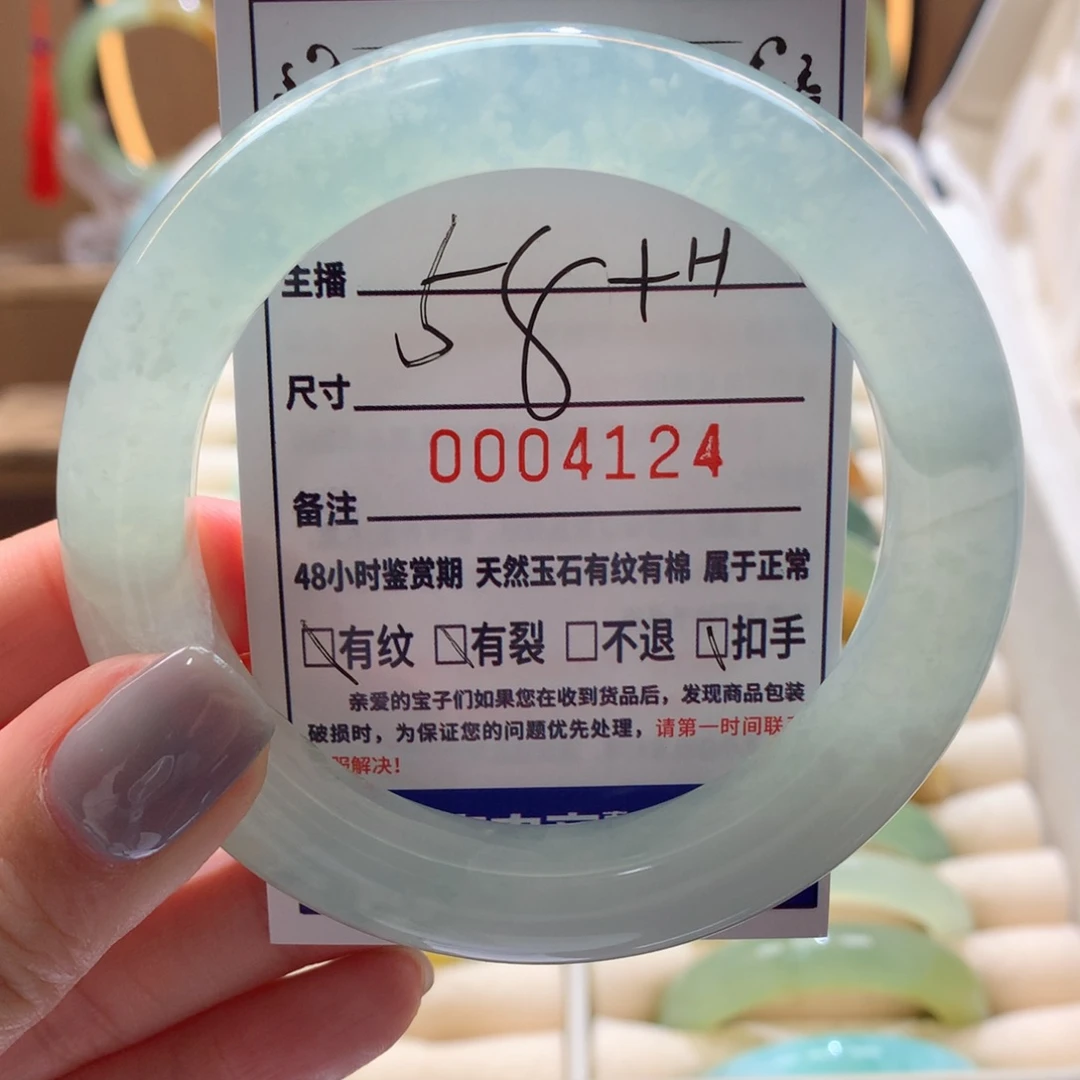 主播 58+H
尺寸
0004124
备注
48小时鉴赏期 天然玉石有纹有棉 属于正常
☐有纹 ☐有裂 ☐不退 ☐扣手
亲爱的宝子们如果您在收到货品后，发现商品包装
破损时，为保证您的问题优先处理，请第一时间联
解决！